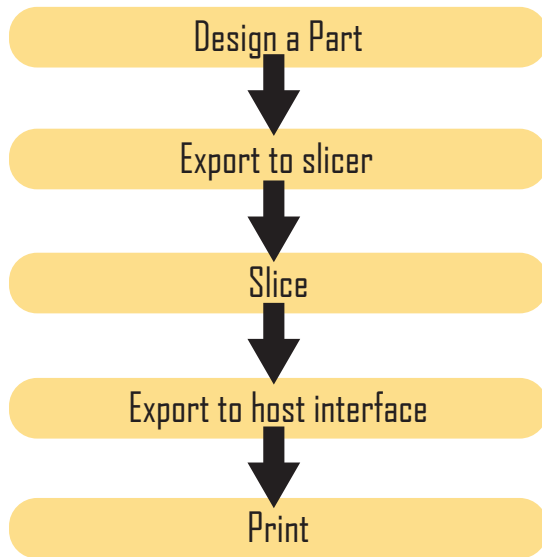 Design a Part
Export to slicer
Slice
Export to host interface
Print